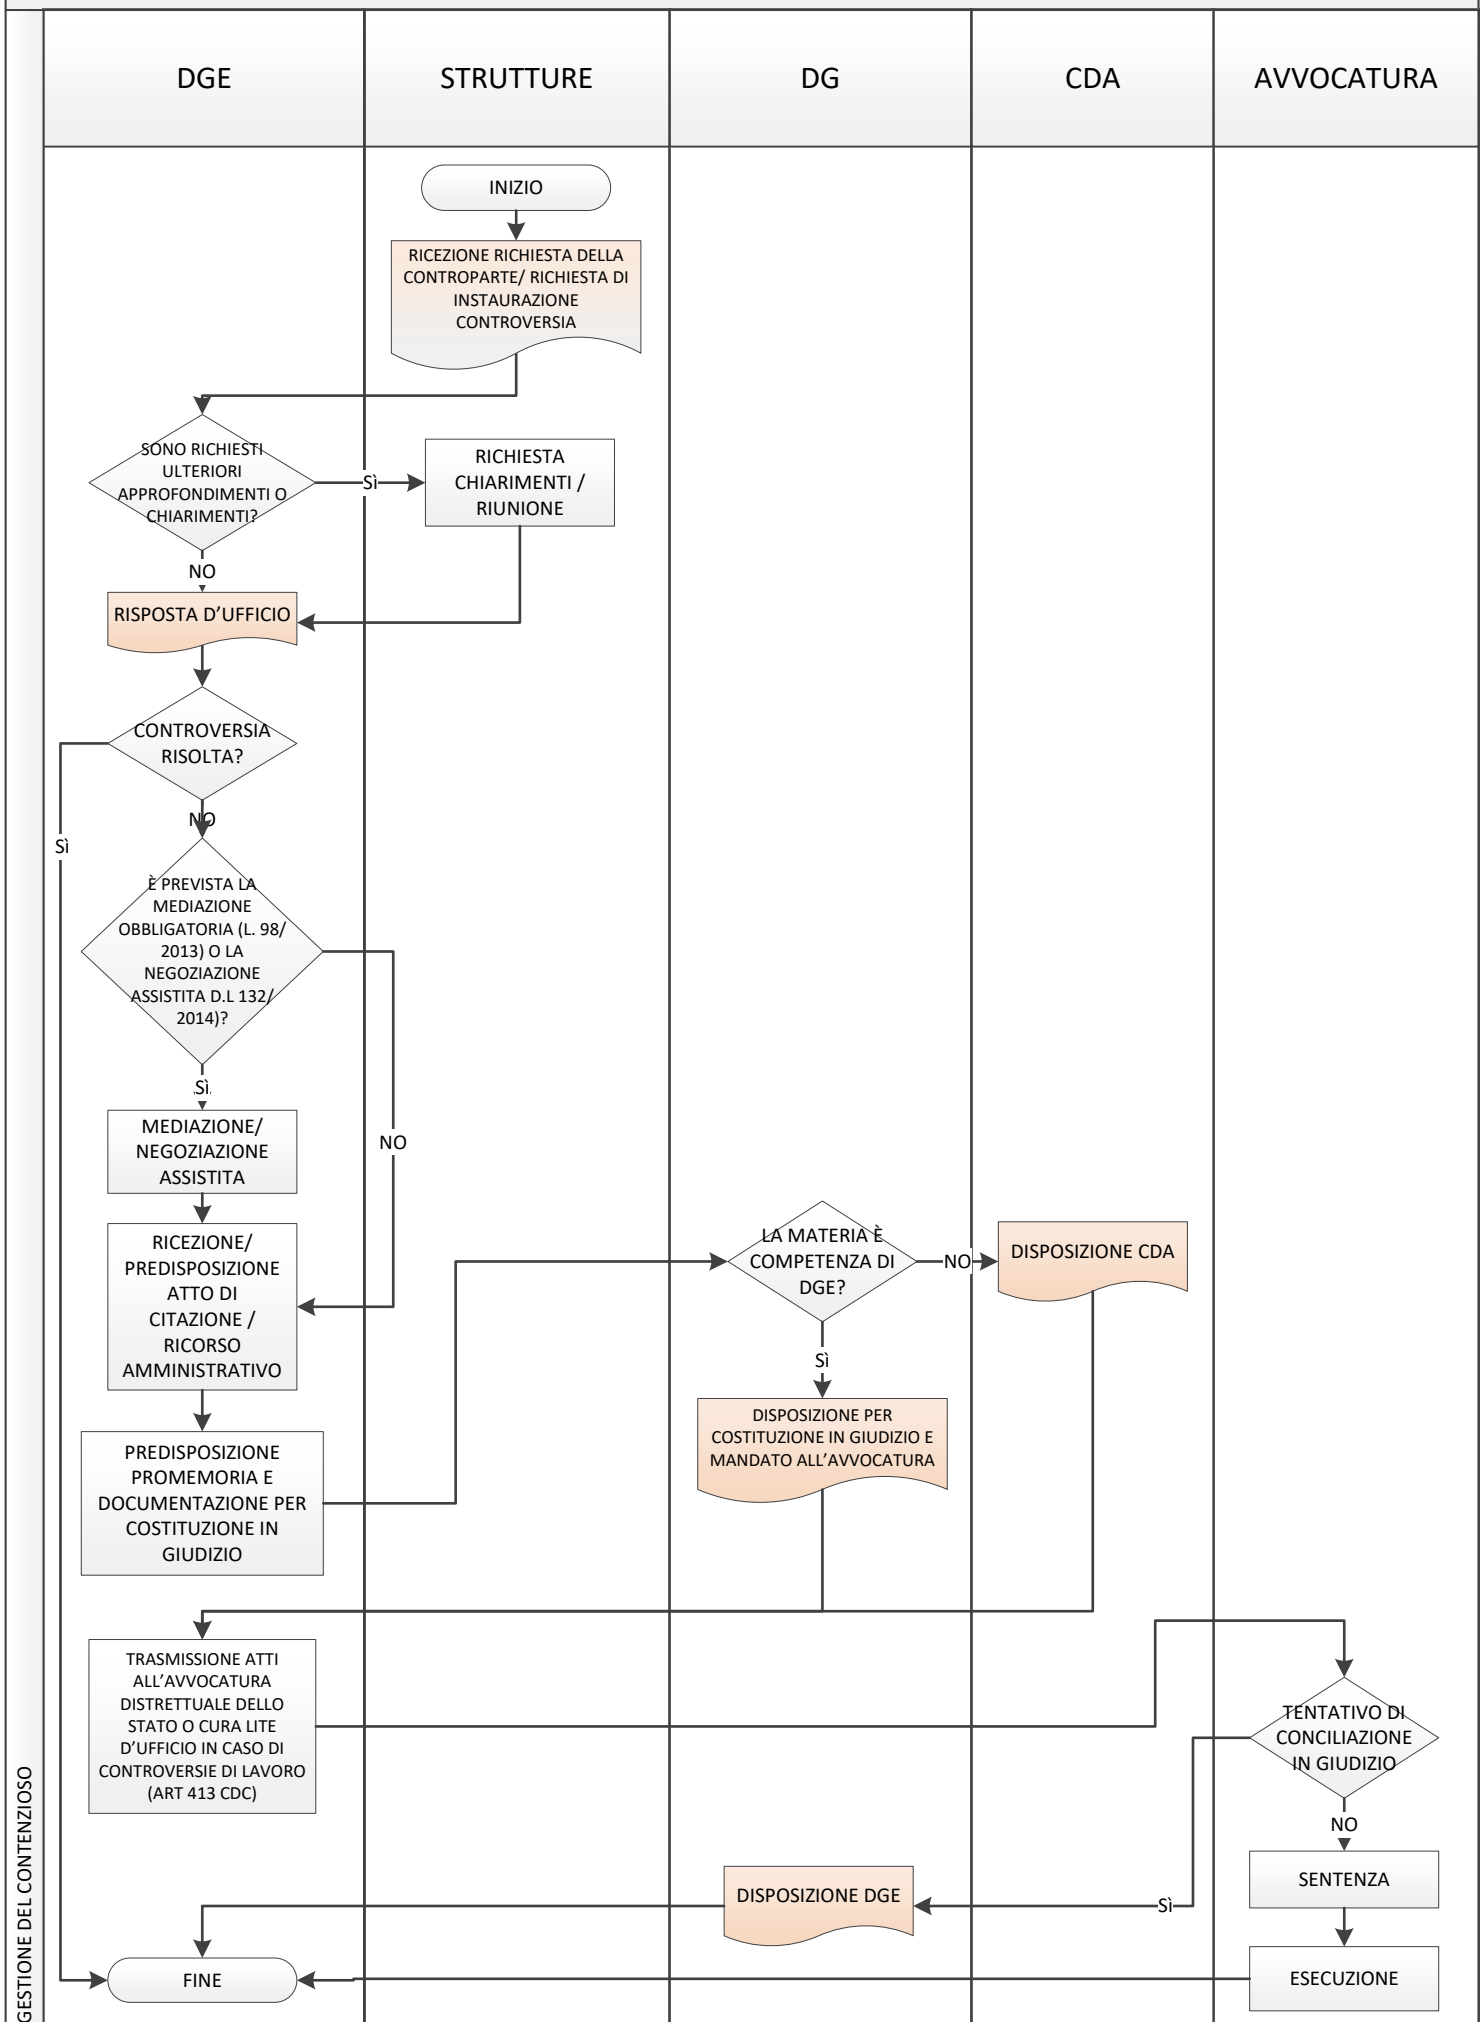 DGE
STRUTTURE
DG
CDA
AVVOCATURA
INIZIO
RICEZIONE RICHIESTA DELLA
CONTROPARTE/ RICHIESTA DI
INSTAURAZIONE
CONTROVERSIA
SONO RICHIESTI
ULTERIORI
APPROFONDIMENTI O
CHIARIMENTI?
Sì
RICHIESTA
CHIARIMENTI /
RIUNIONE
NO
RISPOSTA D’UFFICIO
CONTROVERSIA
RISOLTA?
NO
Sì
È PREVISTA LA
MEDIAZIONE
OBBLIGATORIA (L. 98/
2013) O LA
NEGOZIAZIONE
ASSISTITA D.L 132/
2014)?
Sì
NO
MEDIAZIONE/
NEGOZIAZIONE
ASSISTITA
RICEZIONE/
PREDISPOSIZIONE
ATTO DI
CITAZIONE /
RICORSO
AMMINISTRATIVO
LA MATERIA È
COMPETENZA DI
DGE?
NO
DISPOSIZIONE CDA
Sì
DISPOSIZIONE PER
COSTITUZIONE IN GIUDIZIO E
MANDATO ALL’AVVOCATURA
PREDISPOSIZIONE
PROMEMORIA E
DOCUMENTAZIONE PER
COSTITUZIONE IN
GIUDIZIO
TRASMISSIONE ATTI
ALL’AVVOCATURA
DISTRETTUALE DELLO
STATO O CURA LITE
D’UFFICIO IN CASO DI
CONTROVERSIE DI LAVORO
(ART 413 CDC)
TENTATIVO DI
CONCILIAZIONE
IN GIUDIZIO
NO
SENTENZA
Sì
DISPOSIZIONE DGE
ESECUZIONE
FINE
GESTIONE DEL CONTENZIOSO